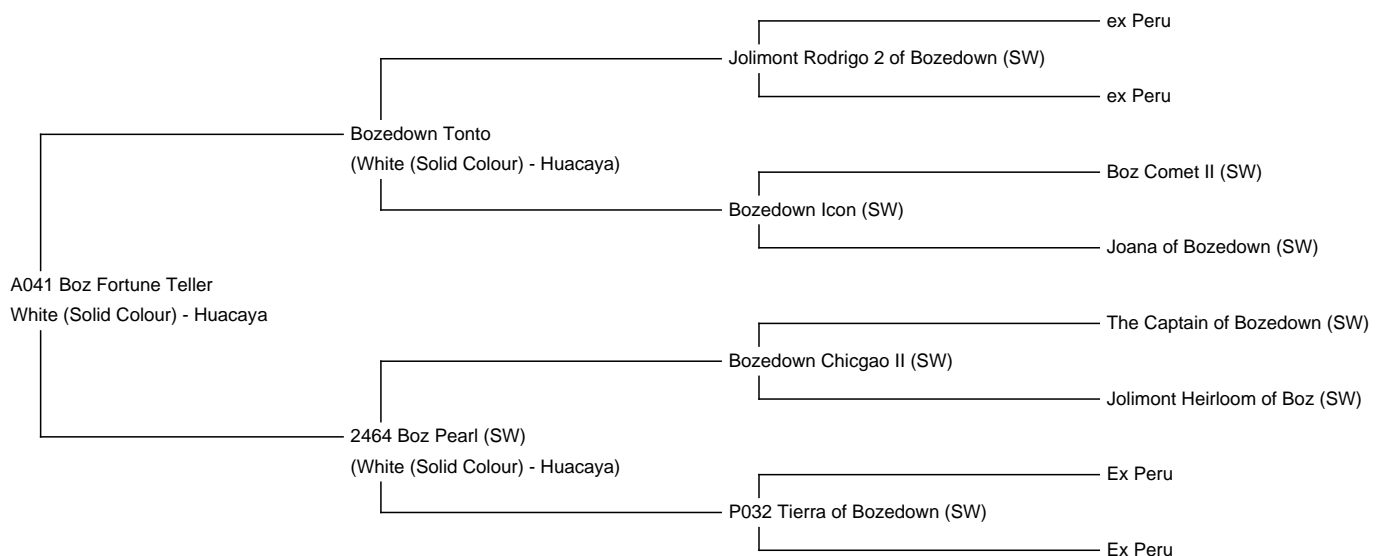 ex Peru
Jolimont Rodrigo 2 of Bozedown (SW)
ex Peru
Bozedown Tonto
(White (Solid Colour) - Huacaya)
Boz Comet II (SW)
Bozedown Icon (SW)
Joana of Bozedown (SW)
A041 Boz Fortune Teller
White (Solid Colour) - Huacaya
The Captain of Bozedown (SW)
Bozedown Chicgao II (SW)
Jolimont Heirloom of Boz (SW)
2464 Boz Pearl (SW)
(White (Solid Colour) - Huacaya)
Ex Peru
P032 Tierra of Bozedown (SW)
Ex Peru